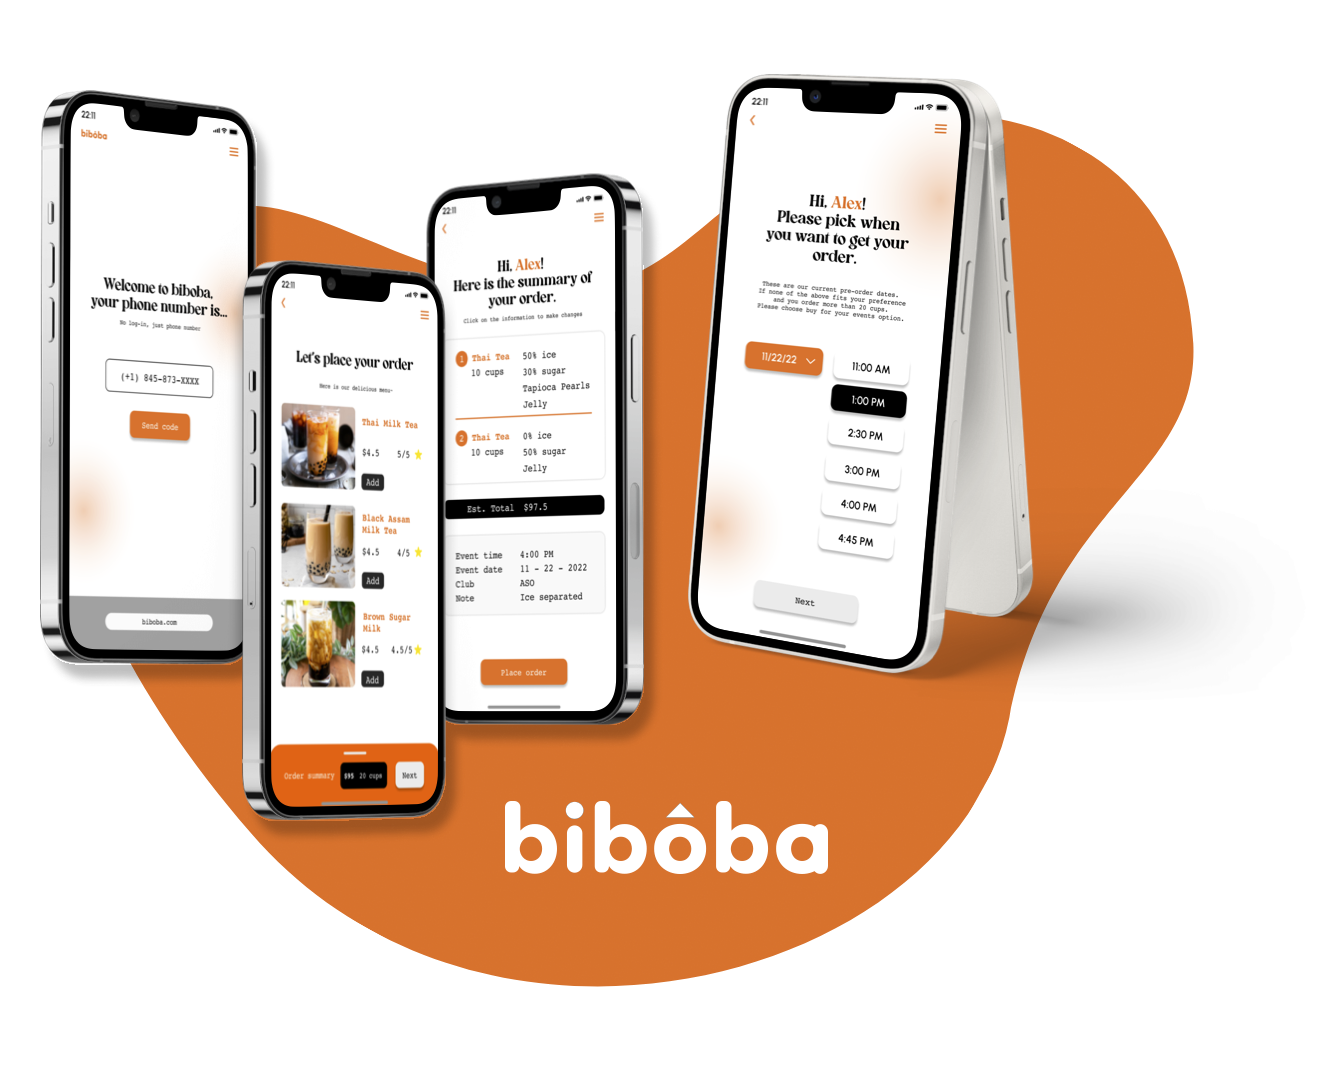 22:11
bibôba
Welcome to biboba,
your phone number is...
No log-in, just phone number
(+1) 845-873-XXXX
Send code
biboba.com
22:11
Let's place your order
Here is our delicious menu~
Thai Milk Tea
$4.5 5/5
Add
Black Assam
Milk Tea
$4.5 4/5
Add
Brown Sugar
Milk
$4.5 4.5/5
Add
Order summary $95 20 cups Next
22:11
Hi, Alex!
Here is the summary of
your order.
Click on the information to make changes
1 Thai Tea 50% ice
10 cups 30% sugar
Tapioca Pearls
Jelly
2 Thai Tea 0% ice
10 cups 50% sugar
Jelly
Est. Total $97.5
Event time 4:00 PM
Event date 11 - 22 - 2022
Club ASO
Note Ice separated
Place order
22:11
Hi, Alex!
Please pick when
you want to get your
order.
These are our current pre-order dates.
If none of the above fits your preference
and you order more than 20 cups.
Please choose buy for your events option.
11/22/22
11:00 AM
1:00 PM
2:30 PM
3:00 PM
4:00 PM
4:45 PM
Next
bibôba